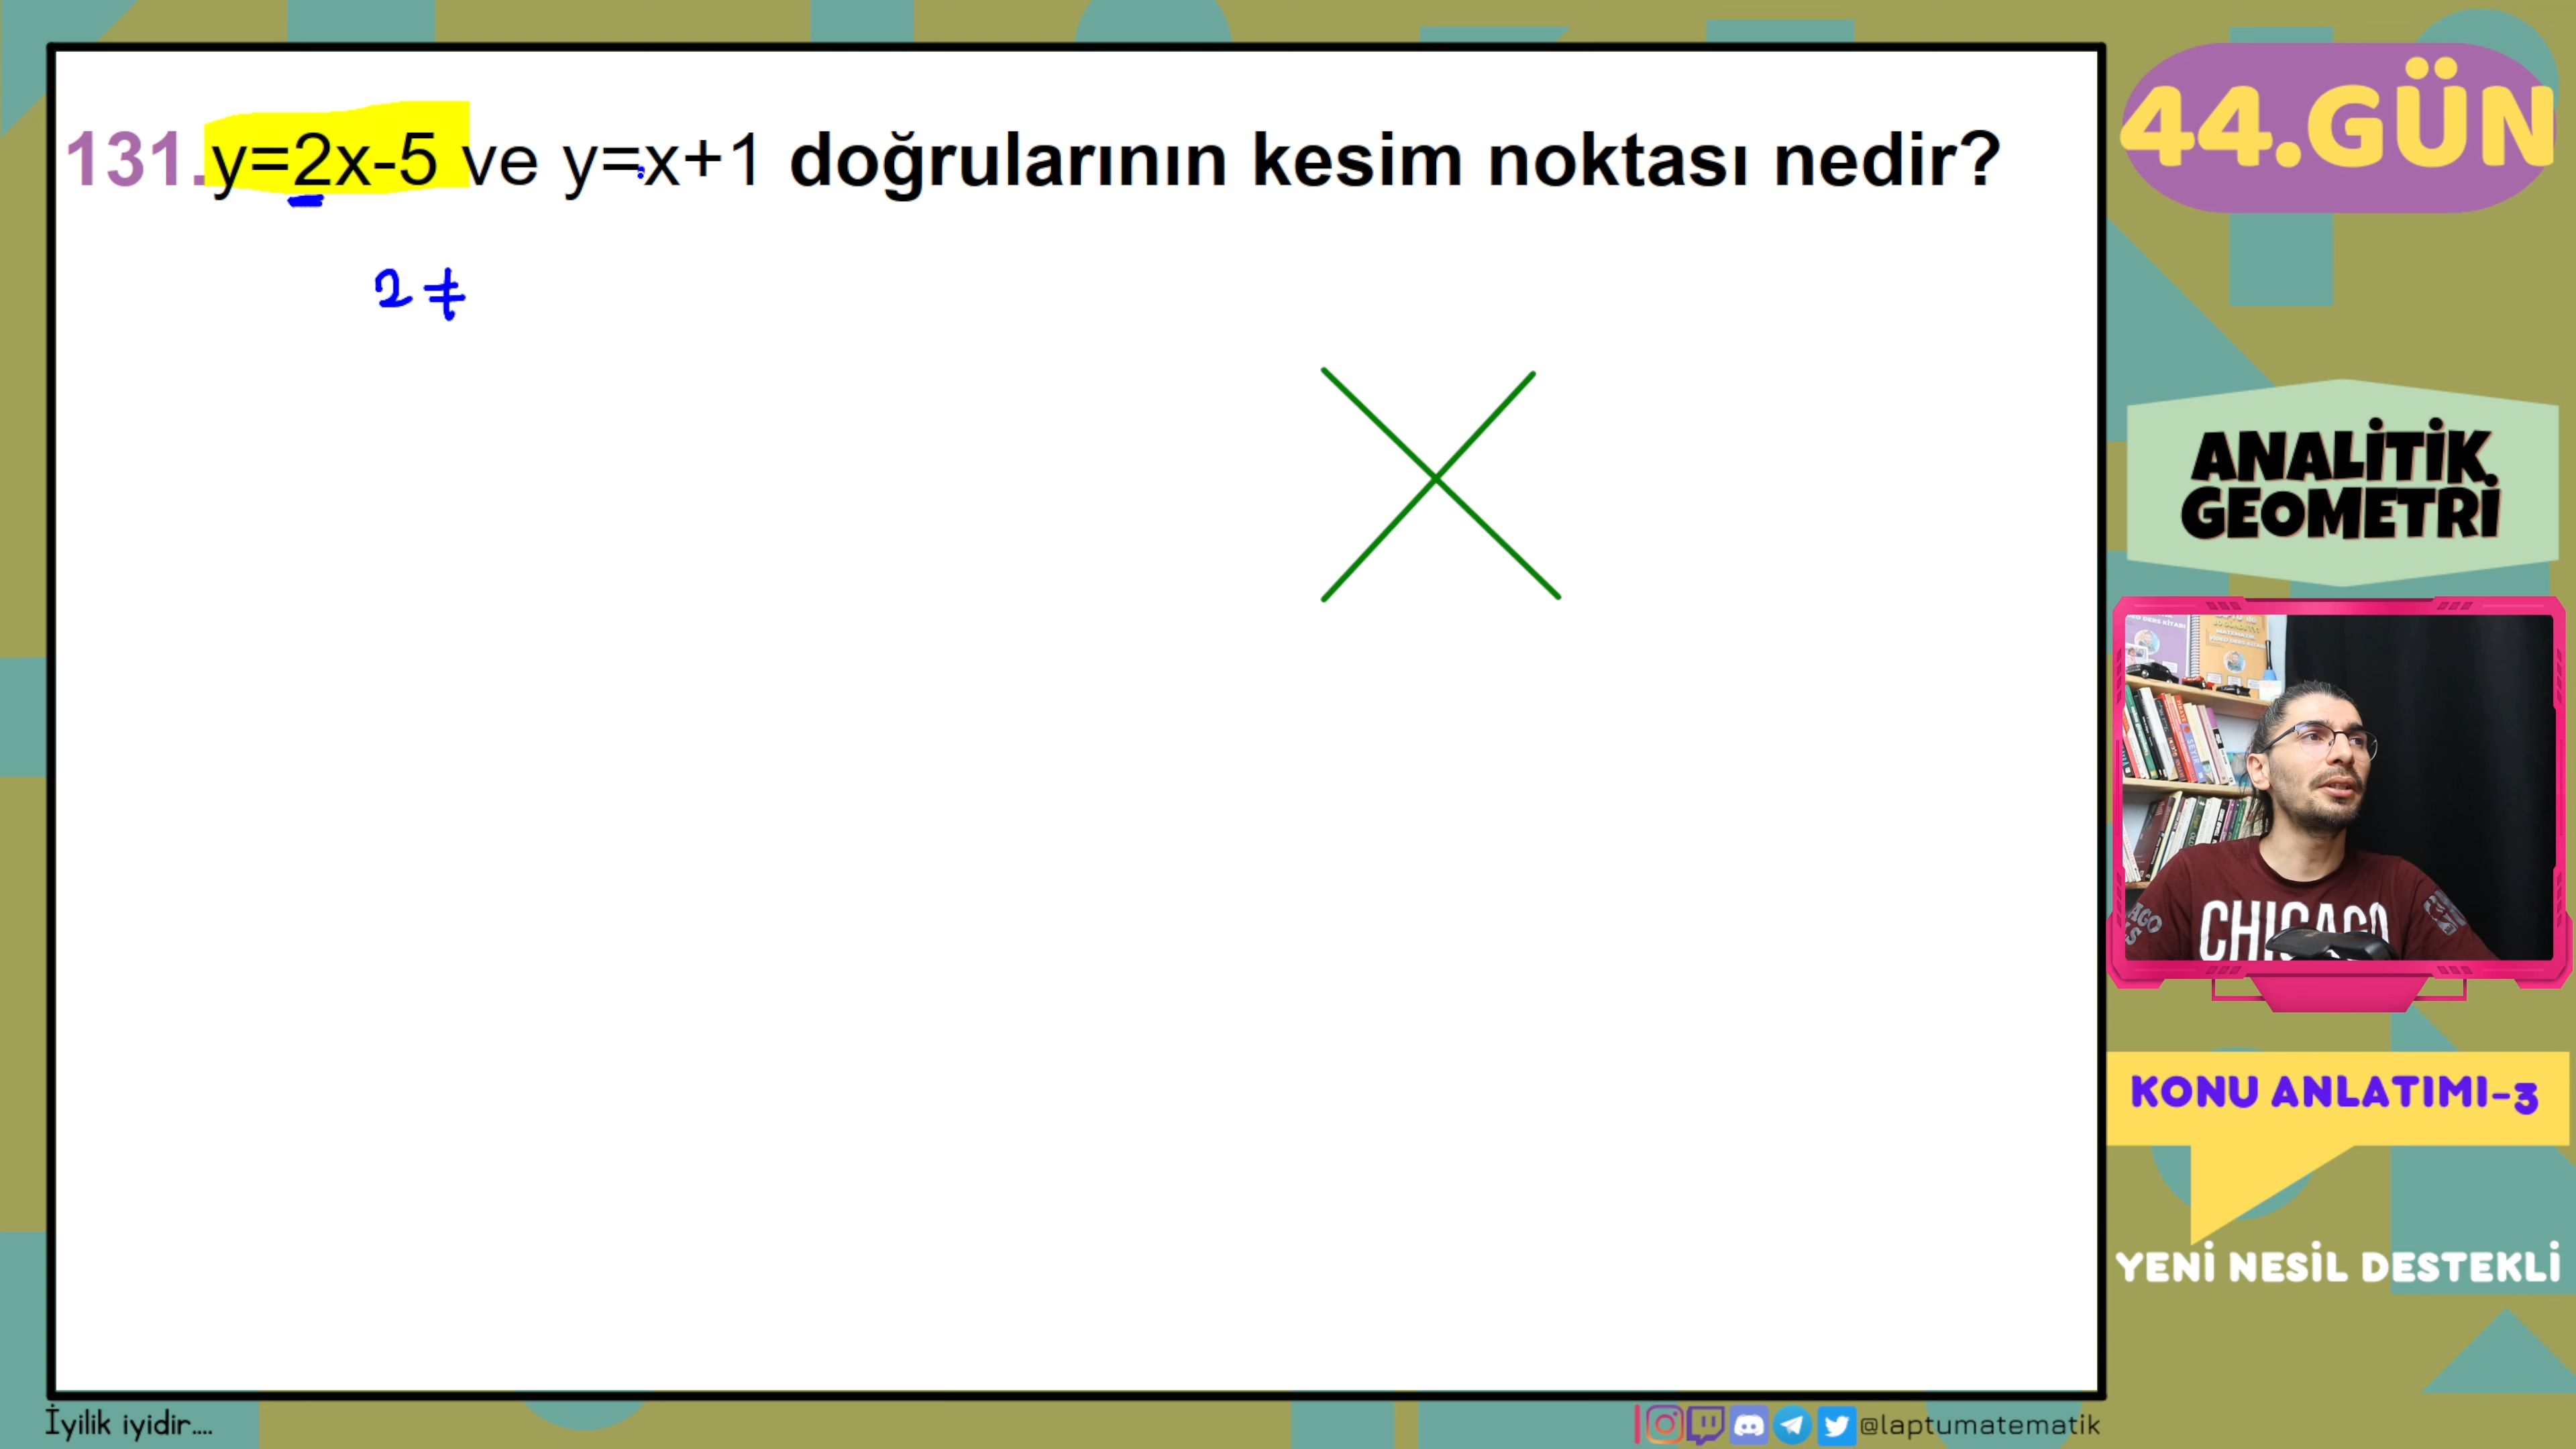 131. y=2x-5 ve y=x+1 doğrularının kesim noktası nedir?
2 ≠
44.GÜN
ANALİTİK
GEOMETRİ
CHICAGO
KONU ANLATIMI-3
YENİ NESİL DESTEKLİ
İyilik iyidir....
@laptumatematik